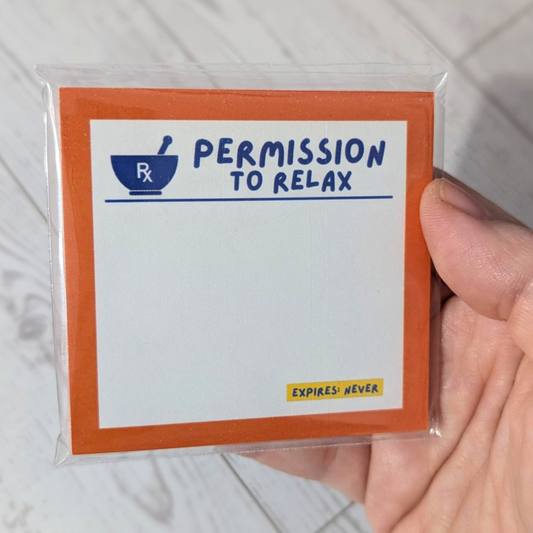 Rx
PERMISSION
TO RELAX
EXPIRES: NEVER